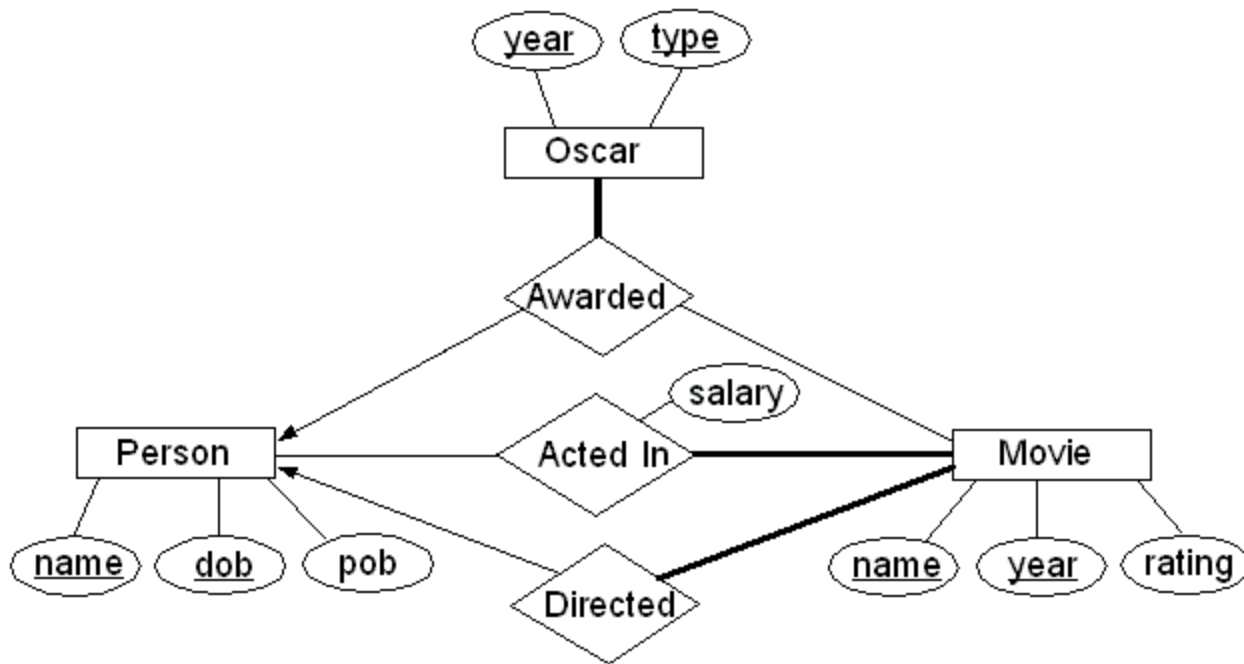 year
type
Oscar
Awarded
salary
Person
Acted In
Movie
name
dob
pob
name
year
rating
Directed